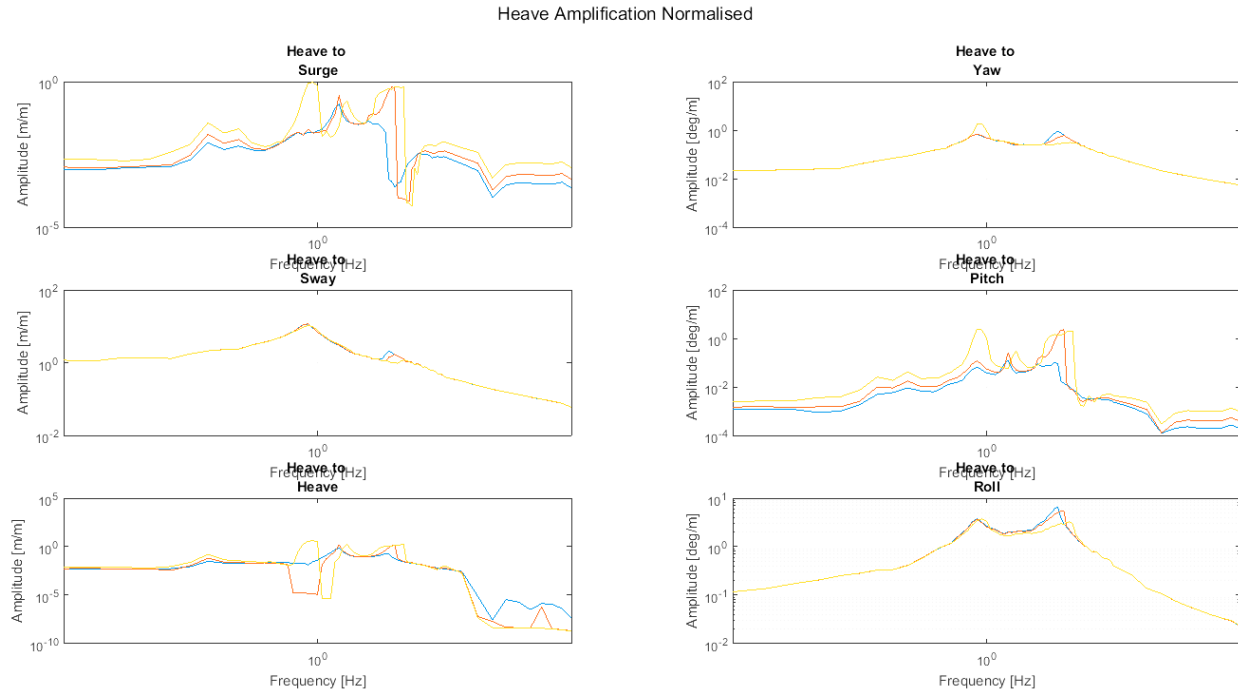 Heave Amplification Normalised
Heave to
Surge
10^0
10^-5
Amplitude [m/m]
10^0
Frequency [Hz]
Heave to
Yaw
10^2
10^0
10^-2
10^-4
Amplitude [deg/m]
10^0
Frequency [Hz]
Heave to
Sway
10^2
10^0
10^-2
Amplitude [m/m]
10^0
Frequency [Hz]
Heave to
Pitch
10^2
10^0
10^-2
10^-4
Amplitude [deg/m]
10^0
Frequency [Hz]
Heave to
Heave
10^5
10^0
10^-5
10^-10
Amplitude [m/m]
10^0
Frequency [Hz]
Heave to
Roll
10^1
10^0
10^-1
10^-2
Amplitude [deg/m]
10^0
Frequency [Hz]